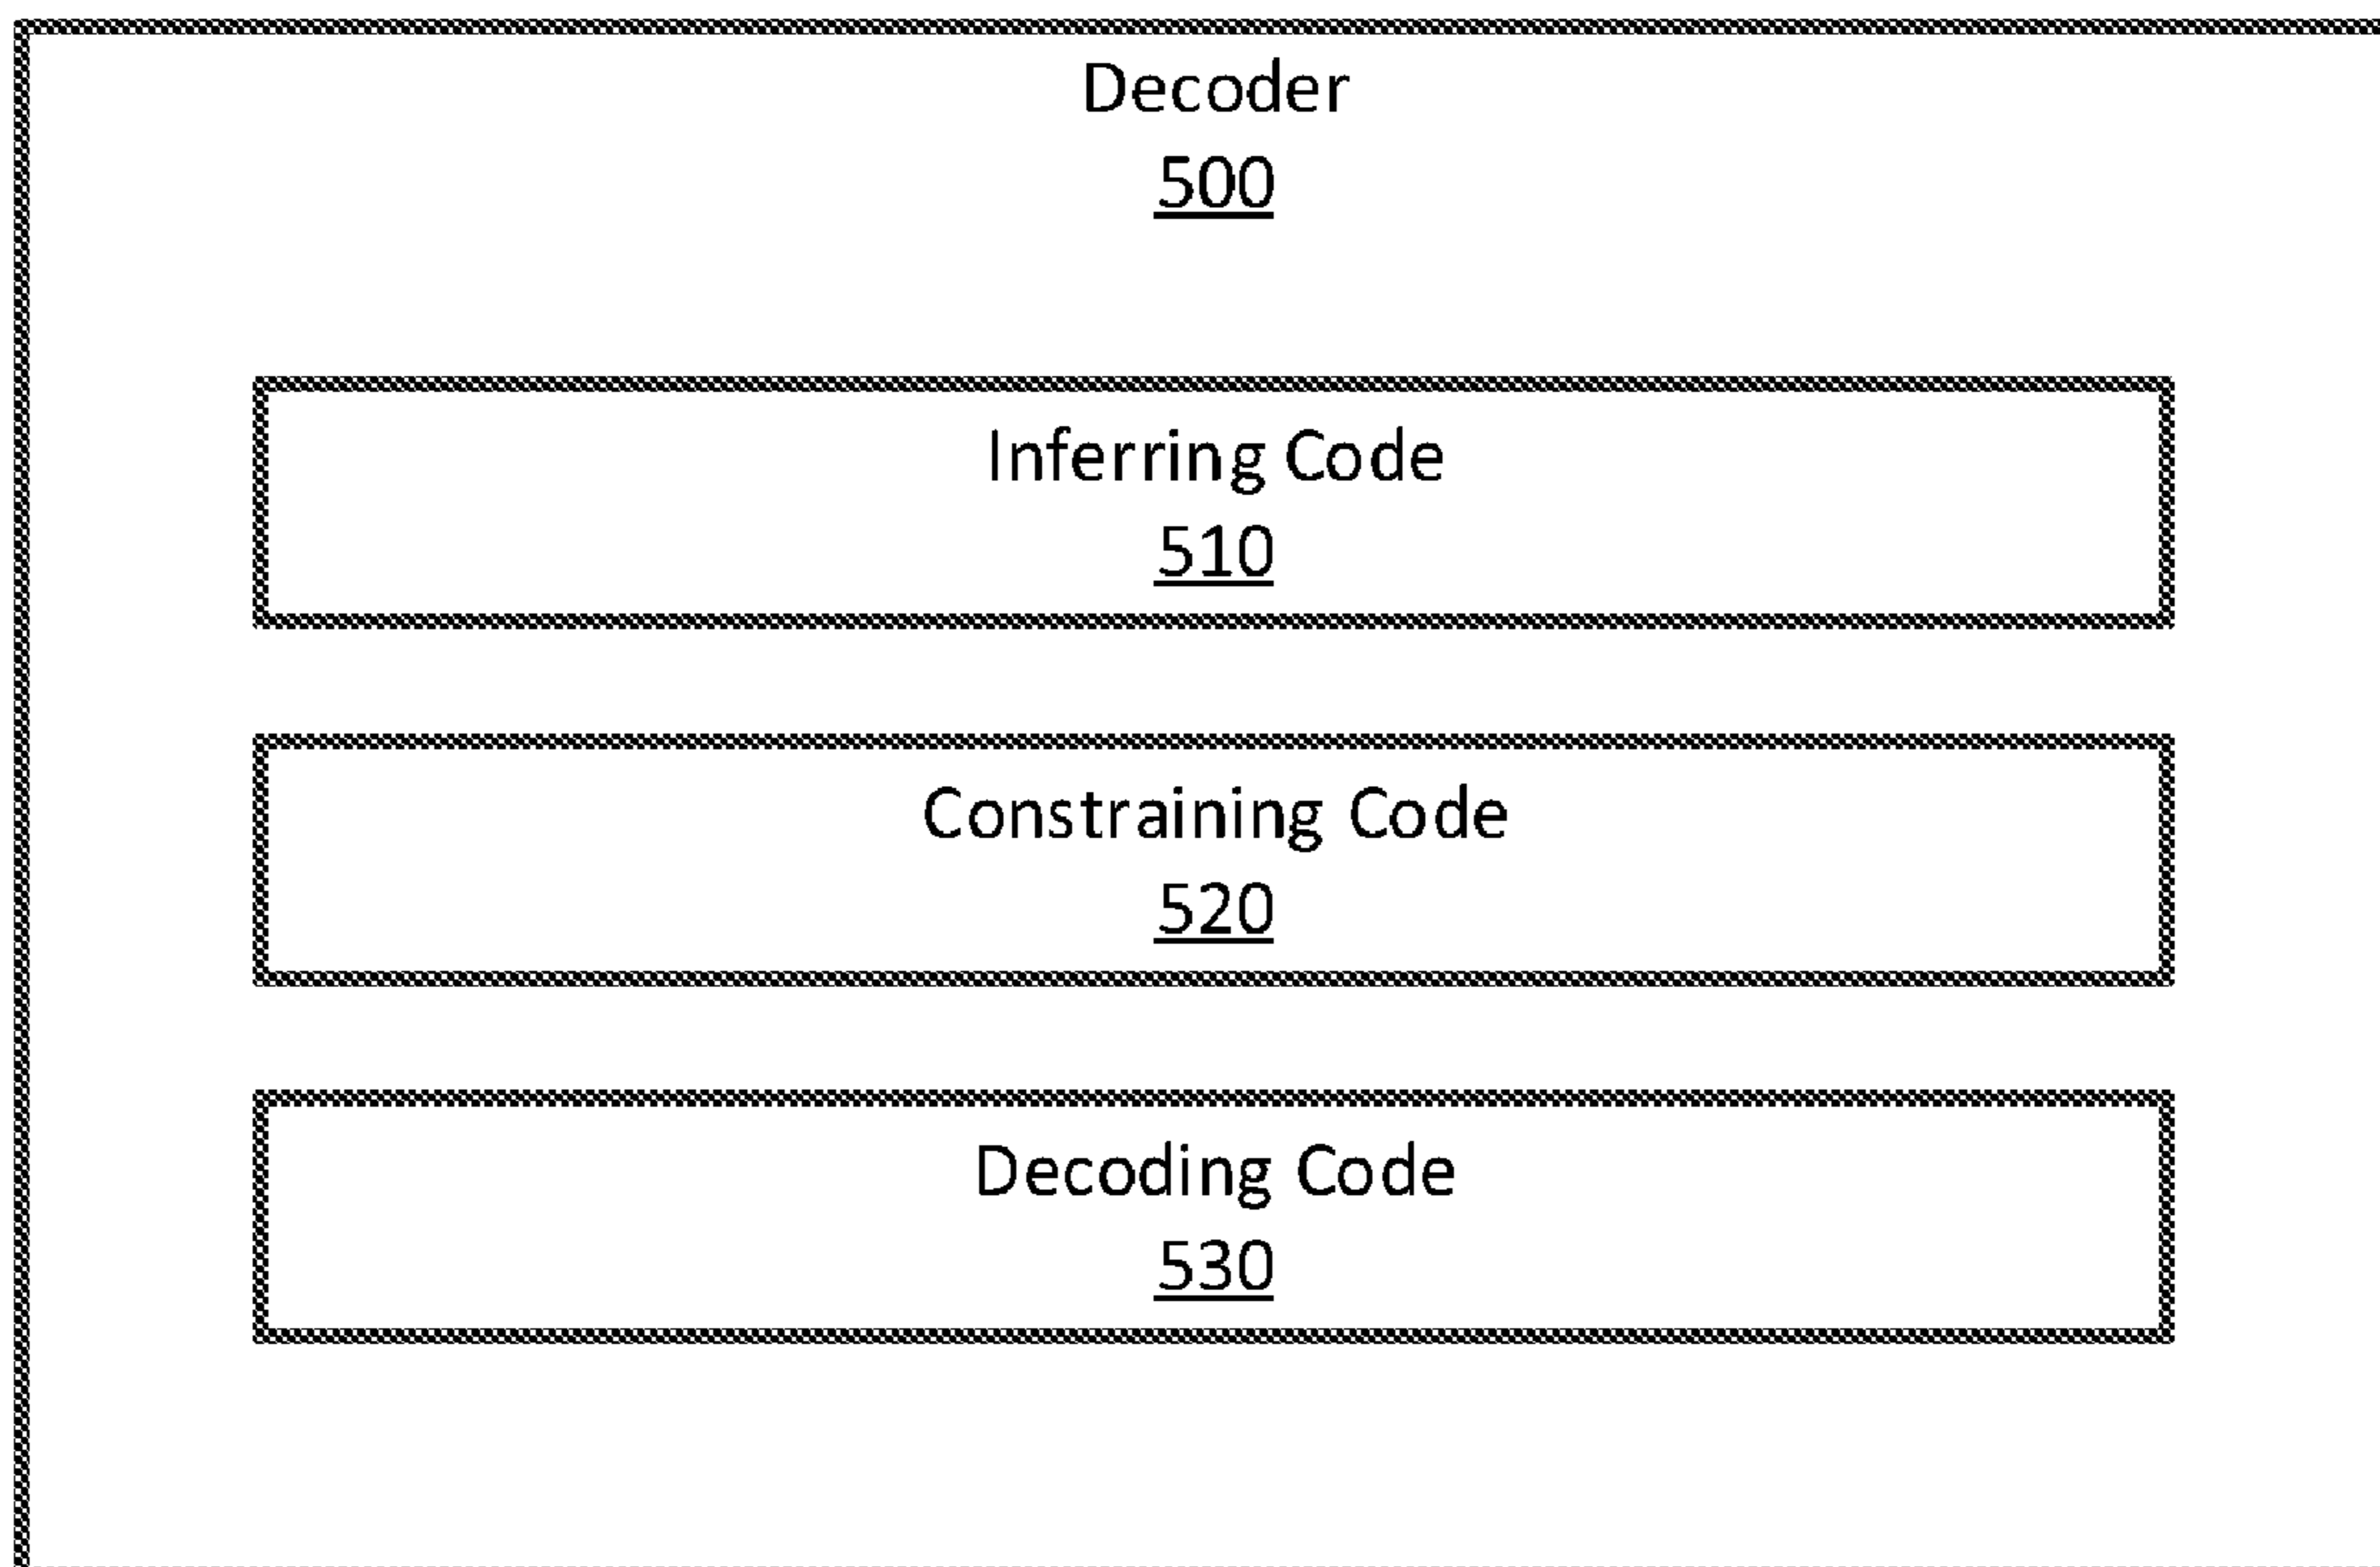 Decoder
500
Inferring Code
510
Constraining Code
520
Decoding Code
530